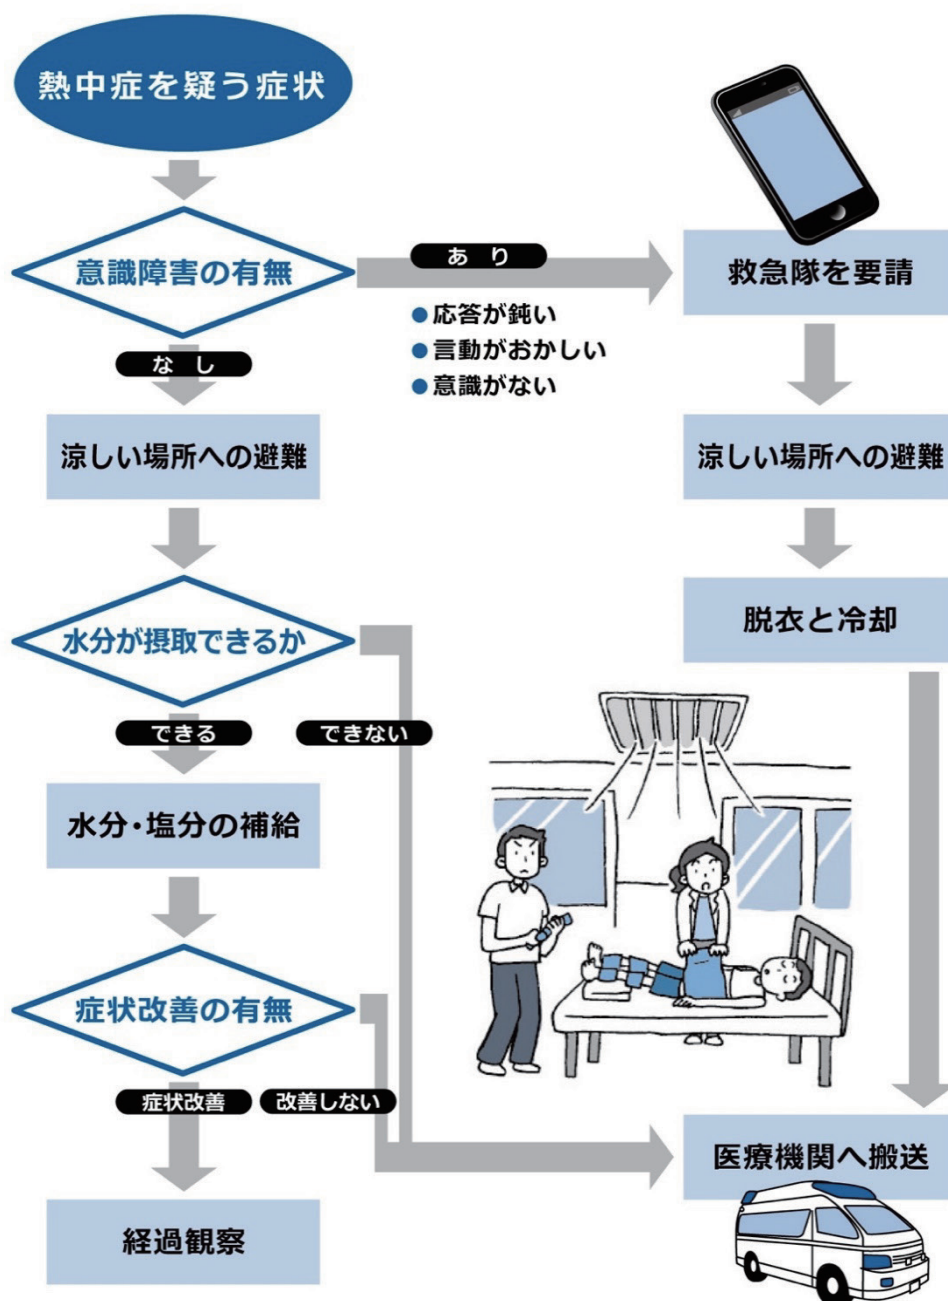 熱中症を疑う症状
意識障害の有無
あり
救急隊を要請
応答が鈍い
言動がおかしい
意識がない
なし
涼しい場所への避難
涼しい場所への避難
水分が摂取できるか
脱衣と冷却
できる
できない
水分・塩分の補給
症状改善の有無
症状改善
改善しない
医療機関へ搬送
経過観察